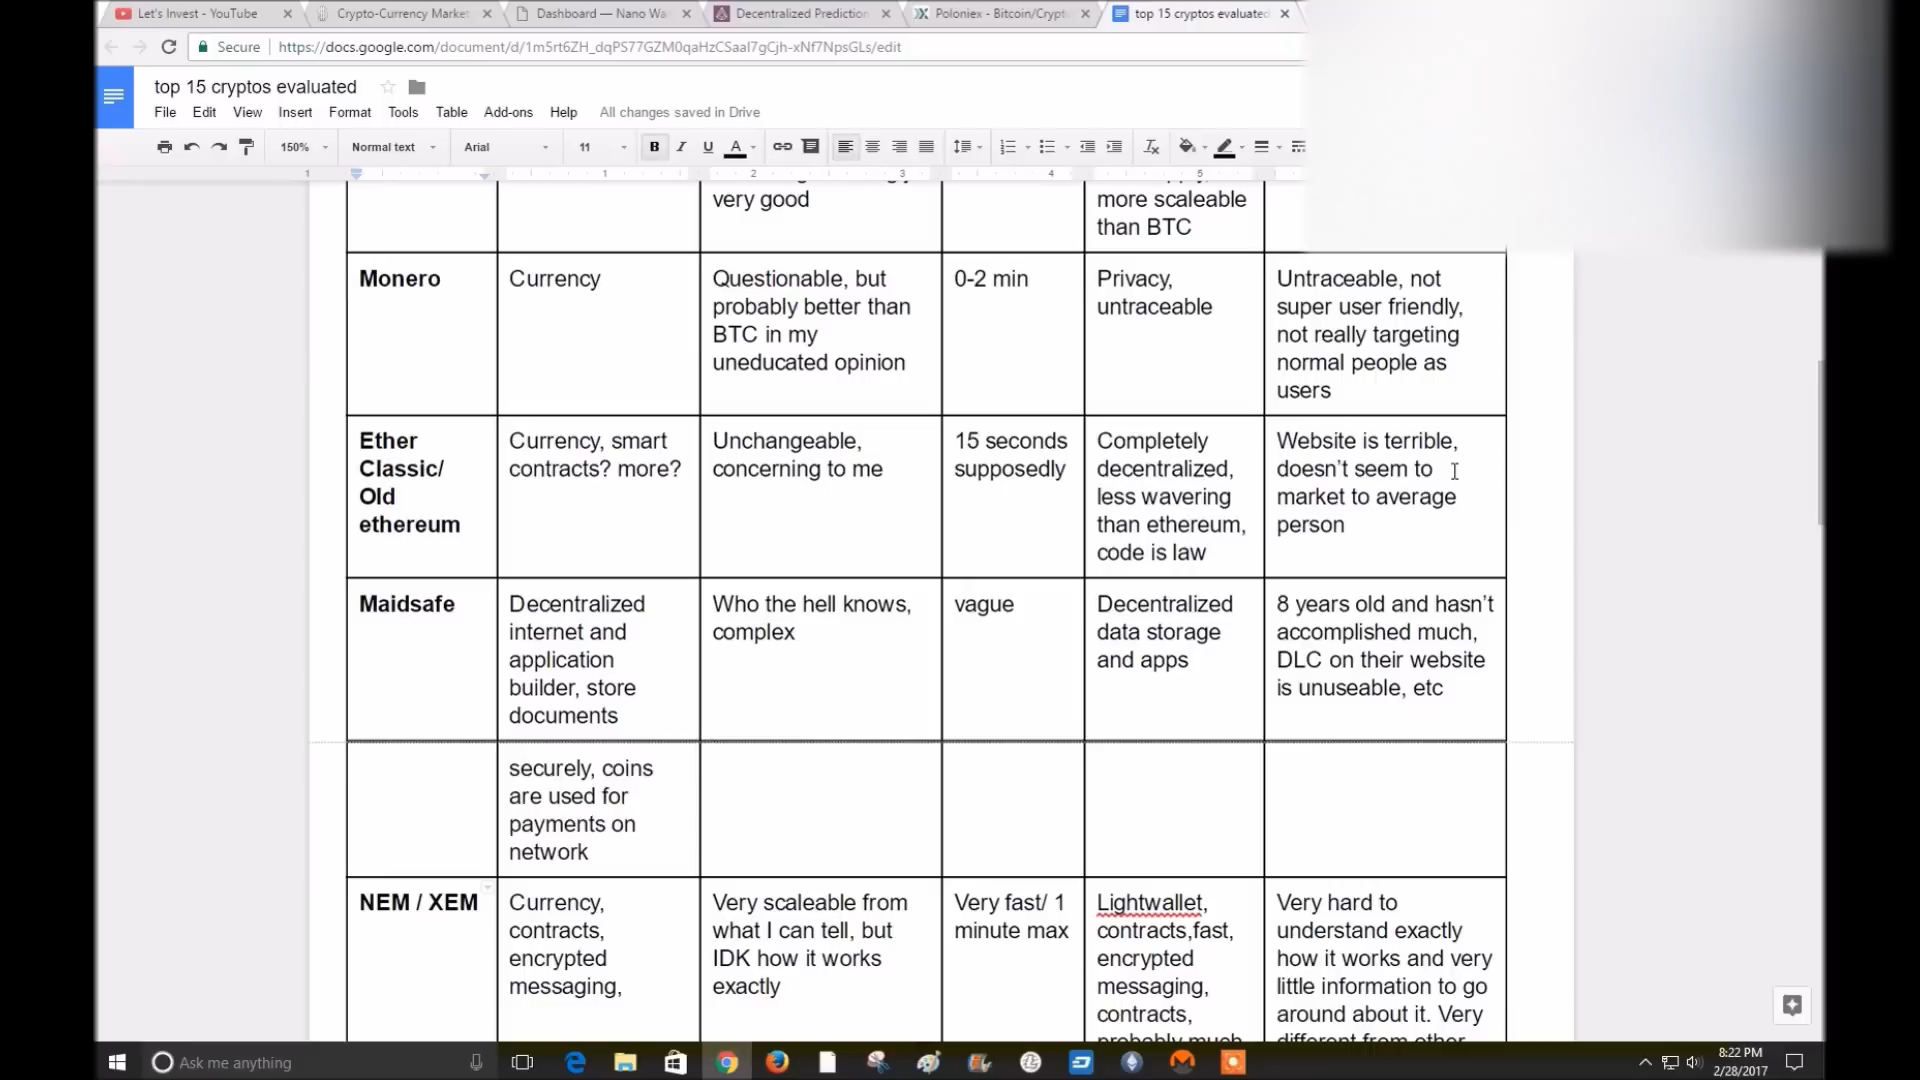 Let's Invest - YouTube
Crypto-Currency Market
Dashboard — Nano Wa
Decentralized Prediction
Poloniex - Bitcoin/Crypt
top 15 cryptos evaluated
Secure
https://docs.google.com/document/d/1m5rt6ZH_dqPS77GZM0qaHzCSaal7gCjh-xNf7NpsGLs/edit
top 15 cryptos evaluated
File Edit View Insert Format Tools Table Add-ons Help All changes saved in Drive
150% Normal text Arial 11 B I U A
1 1 2 3 4 5
very good
more scaleable
than BTC
Monero
Currency
Questionable, but
probably better than
BTC in my
uneducated opinion
0-2 min
Privacy,
untraceable
Untraceable, not
super user friendly,
not really targeting
normal people as
users
Ether
Classic/
Old
ethereum
Currency, smart
contracts? more?
Unchangeable,
concerning to me
15 seconds
supposedly
Completely
decentralized,
less wavering
than ethereum,
code is law
Website is terrible,
doesn't seem to
market to average
person
Maidsafe
Decentralized
internet and
application
builder, store
documents
Who the hell knows,
complex
vague
Decentralized
data storage
and apps
8 years old and hasn't
accomplished much,
DLC on their website
is unuseable, etc
securely, coins
are used for
payments on
network
NEM / XEM
Currency,
contracts,
encrypted
messaging,
Very scaleable from
what I can tell, but
IDK how it works
exactly
Very fast/ 1
minute max
Lightwallet,
contracts,fast,
encrypted
messaging,
contracts,
probably much
Very hard to
understand exactly
how it works and very
little information to go
around about it. Very
different from other
Ask me anything
8:22 PM
2/28/2017